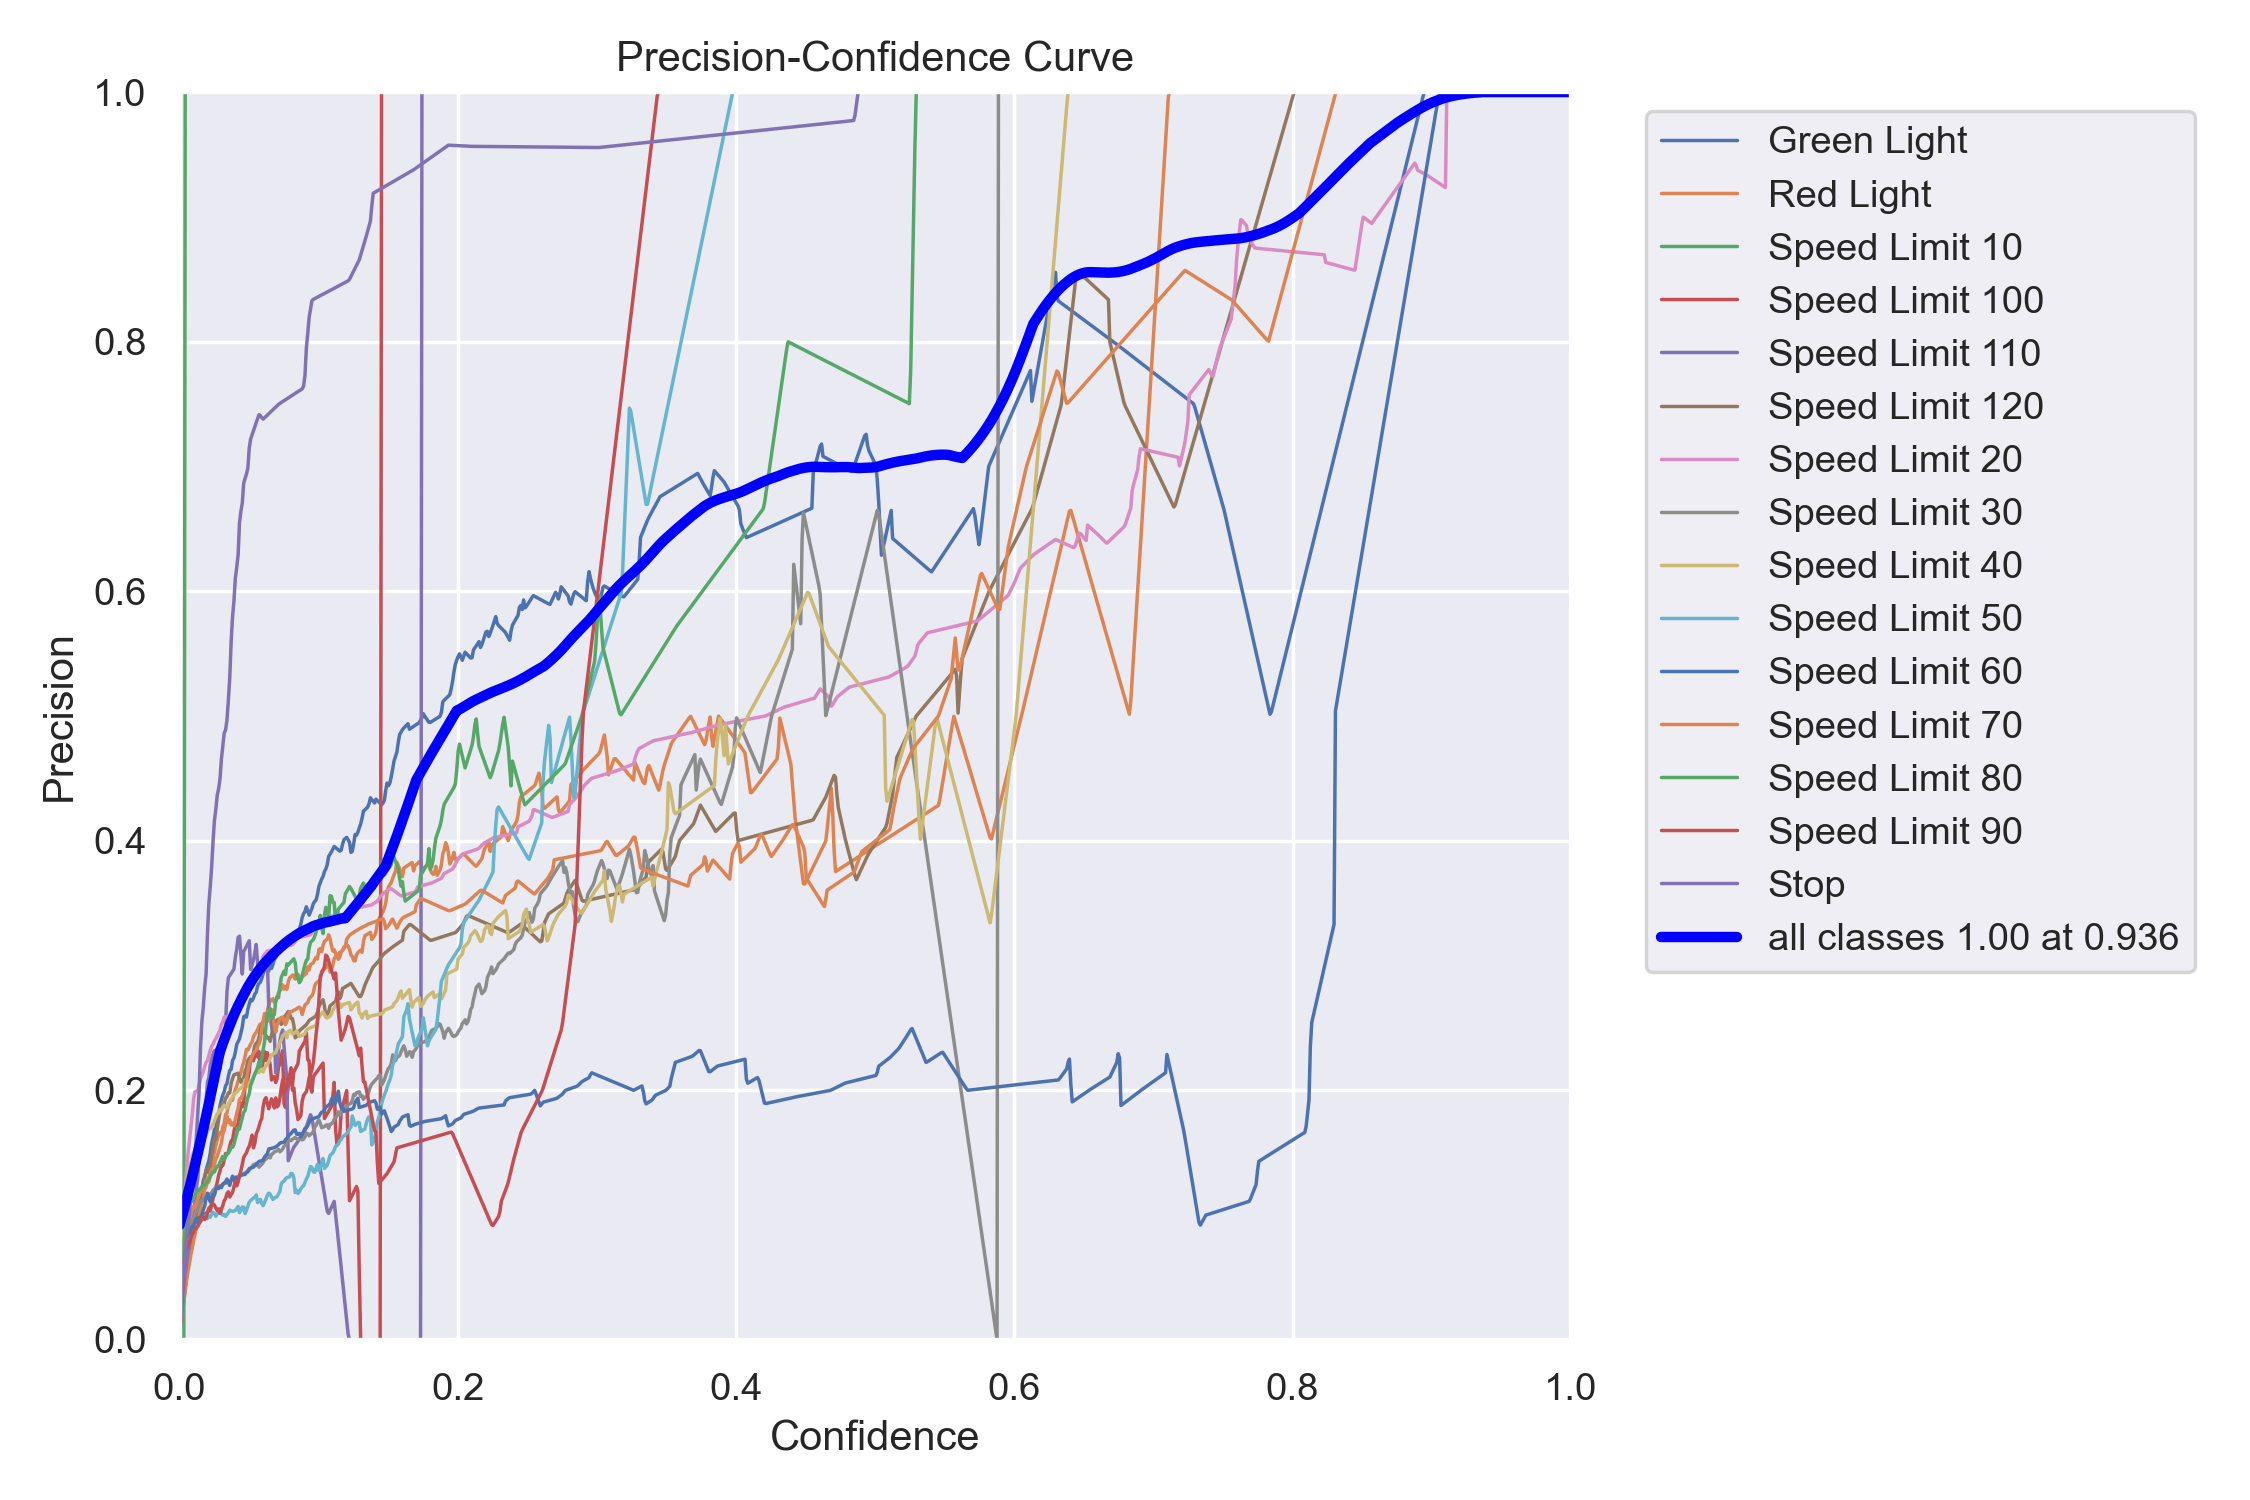 Precision-Confidence Curve
1.0
0.8
0.6
0.4
0.2
0.0
Precision
0.0 0.2 0.4 0.6 0.8 1.0
Confidence
Green Light
Red Light
Speed Limit 10
Speed Limit 100
Speed Limit 110
Speed Limit 120
Speed Limit 20
Speed Limit 30
Speed Limit 40
Speed Limit 50
Speed Limit 60
Speed Limit 70
Speed Limit 80
Speed Limit 90
Stop
all classes 1.00 at 0.936